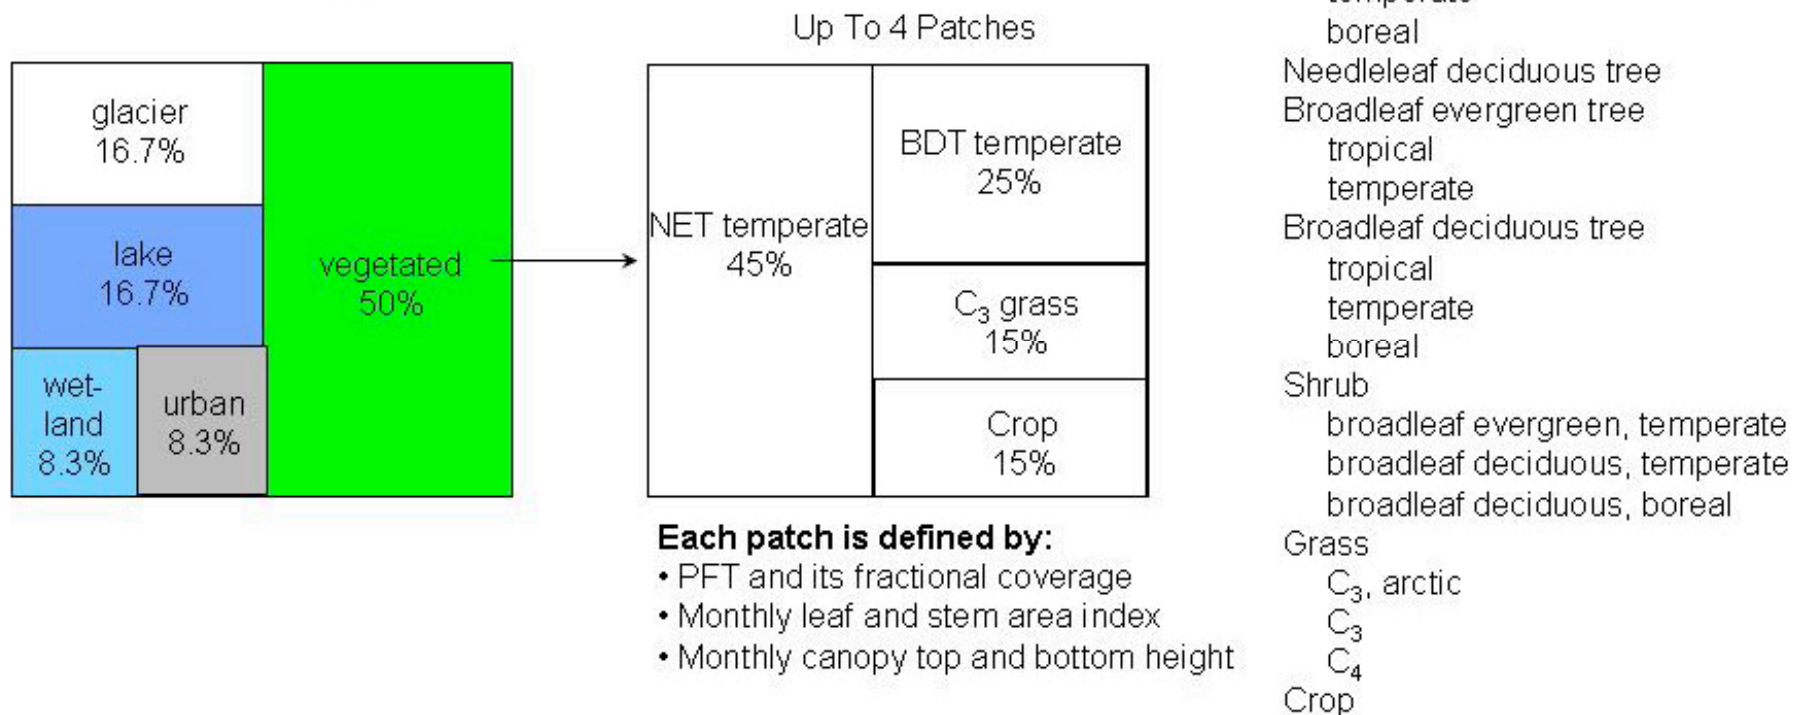 Up To 4 Patches
glacier
16.7%
lake
16.7%
wet-
land
8.3%
urban
8.3%
vegetated
50%
NET temperate
45%
BDT temperate
25%
C₃ grass
15%
Crop
15%
Each patch is defined by:
• PFT and its fractional coverage
• Monthly leaf and stem area index
• Monthly canopy top and bottom height
temperate
boreal
Needleleaf deciduous tree
Broadleaf evergreen tree
tropical
temperate
Broadleaf deciduous tree
tropical
temperate
boreal
Shrub
broadleaf evergreen, temperate
broadleaf deciduous, temperate
broadleaf deciduous, boreal
Grass
C₃, arctic
C₃
C₄
Crop